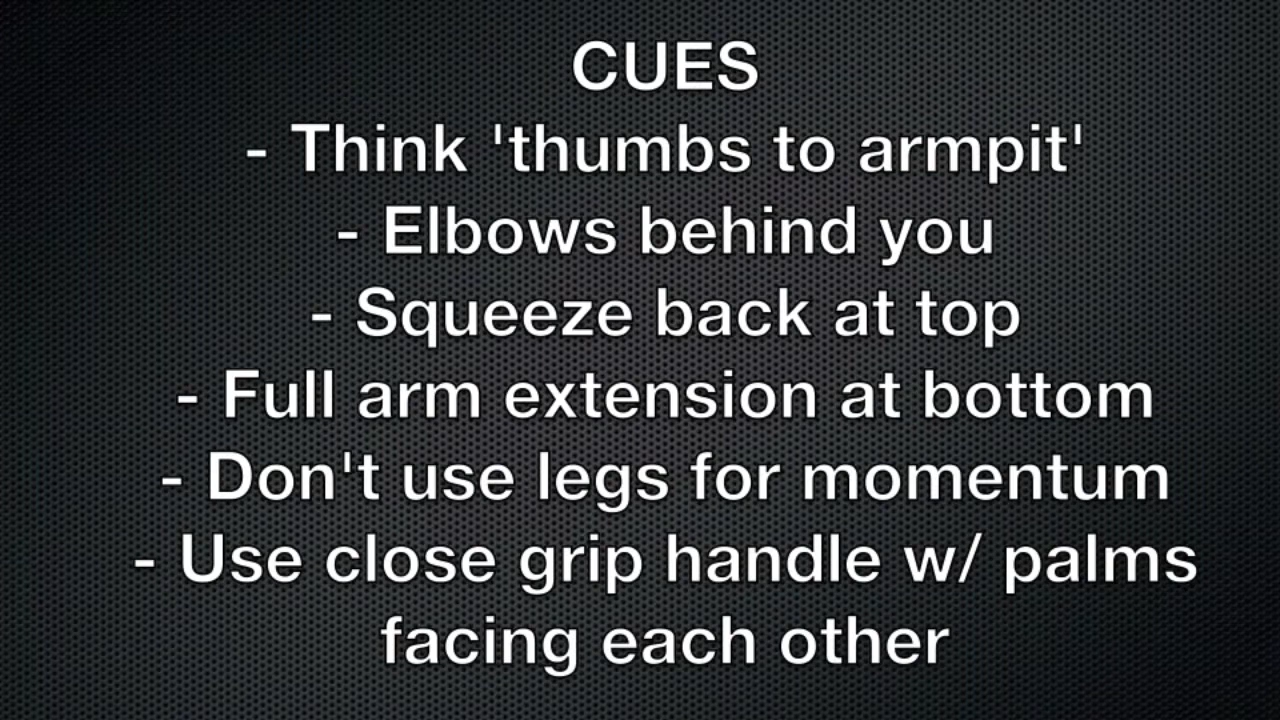 CUES
- Think 'thumbs to armpit'
- Elbows behind you
- Squeeze back at top
- Full arm extension at bottom
- Don't use legs for momentum
- Use close grip handle w/ palms
facing each other